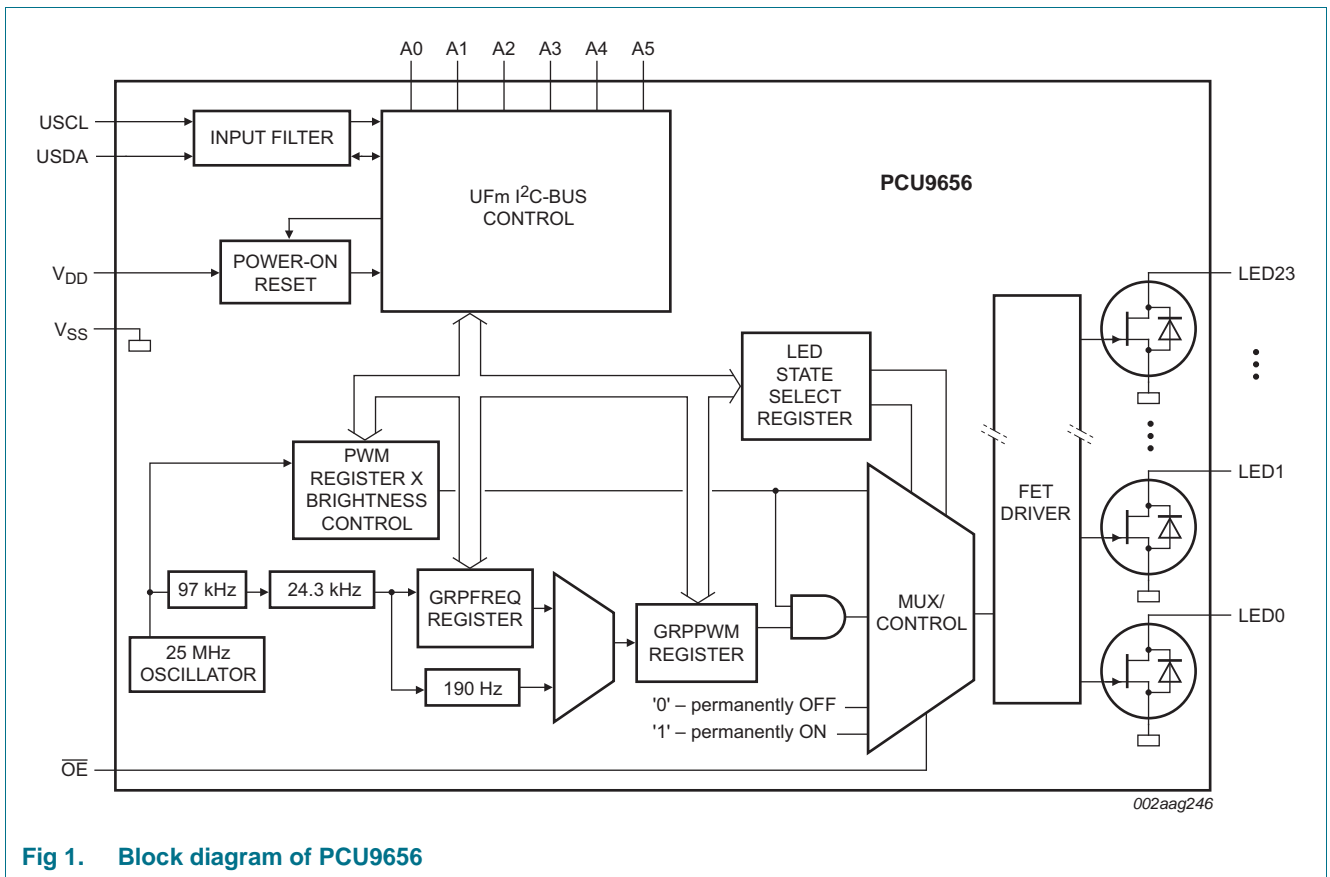 A0 A1 A2 A3 A4 A5
USCL
USDA
INPUT FILTER
UFm I2C-BUS
CONTROL
PCU9656
VDD
POWER-ON
RESET
VSS
LED23
LED
STATE
SELECT
REGISTER
PWM
REGISTER X
BRIGHTNESS
CONTROL
FET
DRIVER
LED1
97 kHz
24.3 kHz
GRPFREQ
REGISTER
GRPPWM
REGISTER
MUX/
CONTROL
LED0
25 MHz
OSCILLATOR
190 Hz
'0' – permanently OFF
'1' – permanently ON
OE
002aag246
Fig 1. Block diagram of PCU9656